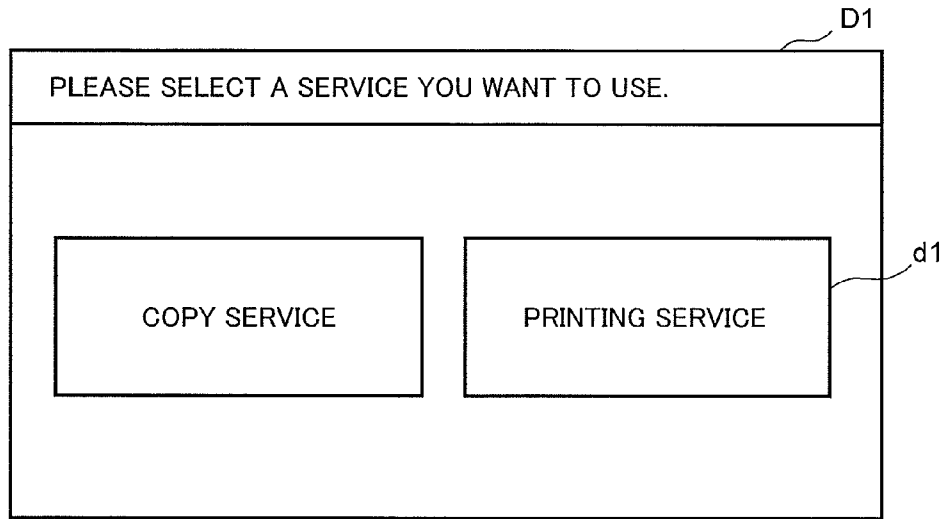 D1
PLEASE SELECT A SERVICE YOU WANT TO USE.
d1
COPY SERVICE
PRINTING SERVICE